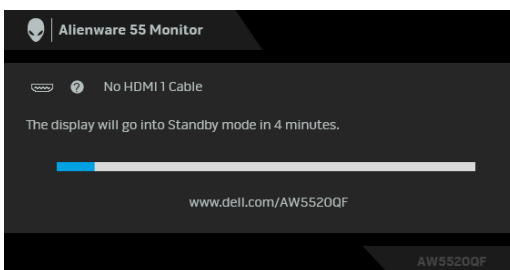 Alienware 55 Monitor
? No HDMI 1 Cable
The display will go into Standby mode in 4 minutes.
www.dell.com/AW5520QF
AW5520QF